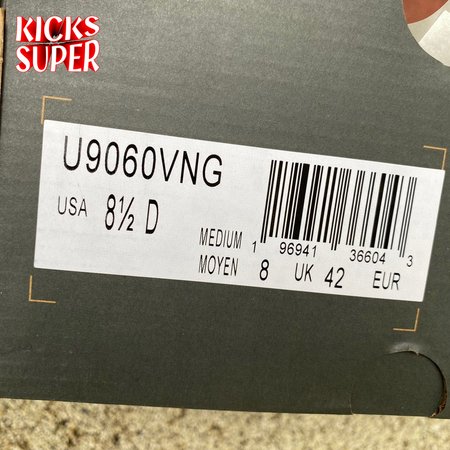 KICKS
SUPER
U9060VNG
USA 8½ D
MEDIUM
MOYEN 8 UK 42 EUR
1 96941 36604 3